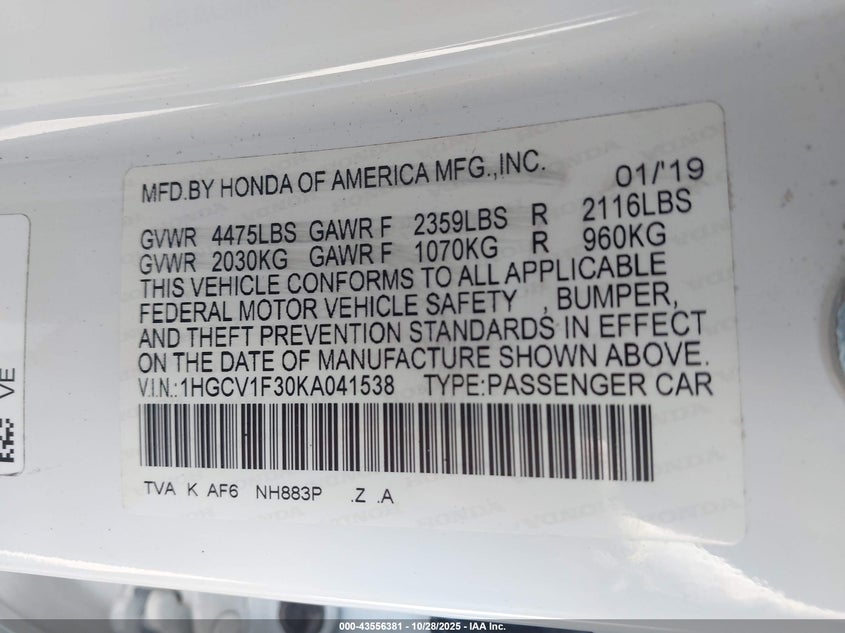 MFD.BY HONDA OF AMERICA MFG.,INC. 01/'19
GVWR 4475LBS GAWR F 2359LBS R 2116LBS
GVWR 2030KG GAWR F 1070KG R 960KG
THIS VEHICLE CONFORMS TO ALL APPLICABLE
FEDERAL MOTOR VEHICLE SAFETY , BUMPER,
AND THEFT PREVENTION STANDARDS IN EFFECT
ON THE DATE OF MANUFACTURE SHOWN ABOVE.
V.I.N.:1HGCV1F30KA041538 TYPE:PASSENGER CAR
TVA K AF6 NH883P .Z .A
VE
000-43556381 - 10/28/2025 - IAA Inc.